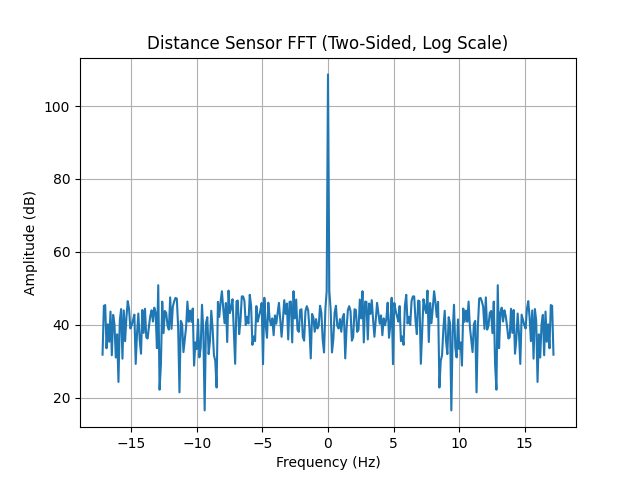 Distance Sensor FFT (Two-Sided, Log Scale)
Amplitude (dB)
100
80
60
40
20
−15 −10 −5 0 5 10 15
Frequency (Hz)